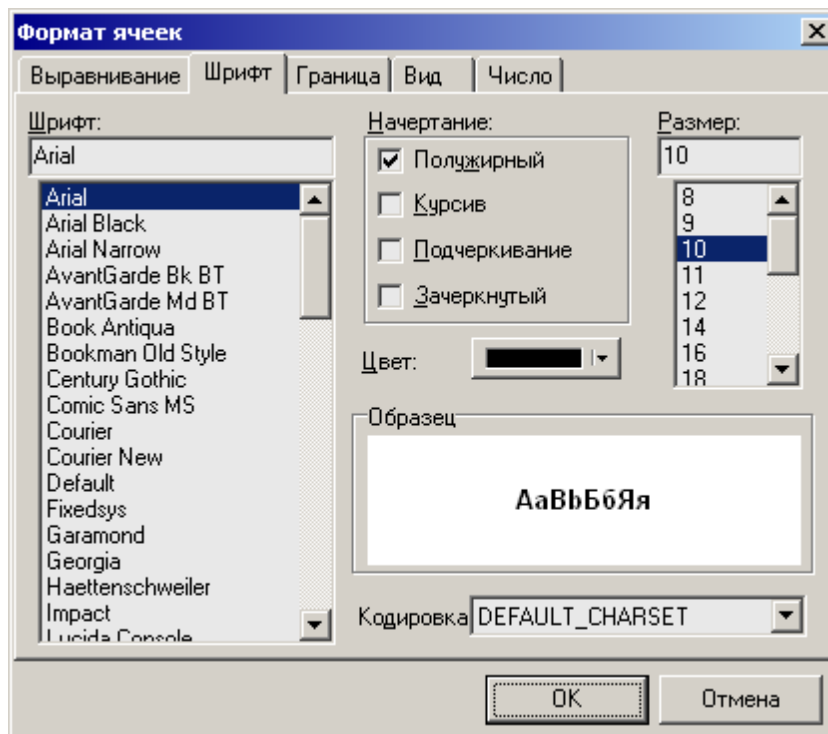 Формат ячеек
Выравнивание Шрифт Граница Вид Число
Шрифт:
Arial
Arial
Arial Black
Arial Narrow
AvantGarde Bk BT
AvantGarde Md BT
Book Antiqua
Bookman Old Style
Century Gothic
Comic Sans MS
Courier
Courier New
Default
Fixedsys
Garamond
Georgia
Haettenschweiler
Impact
Lucida Console
Начертание:
Полужирный
Курсив
Подчеркивание
Зачеркнутый
Цвет:
Размер:
10
8
9
10
11
12
14
16
18
Образец
АаBbБбЯя
Кодировка DEFAULT_CHARSET
OK Отмена